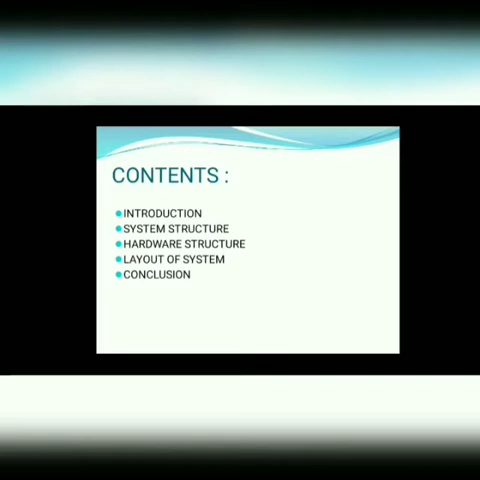 CONTENTS :
INTRODUCTION
SYSTEM STRUCTURE
HARDWARE STRUCTURE
LAYOUT OF SYSTEM
CONCLUSION